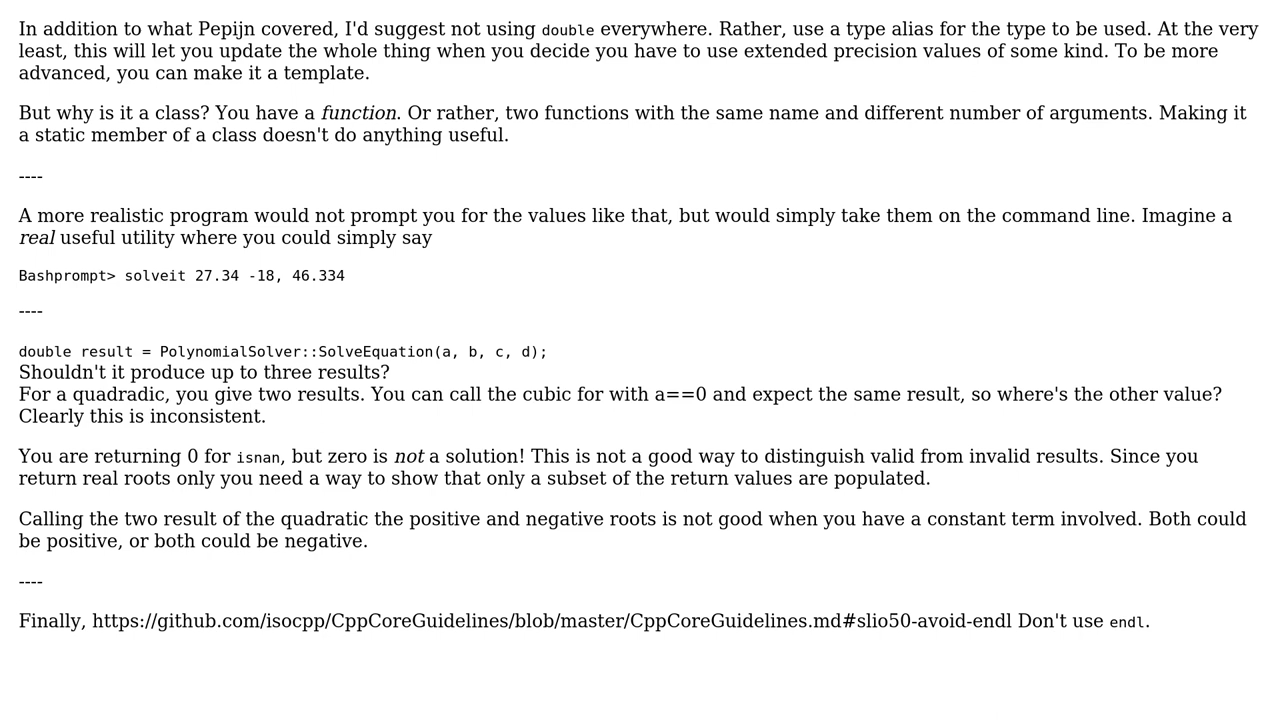 In addition to what Pepijn covered, I'd suggest not using double everywhere. Rather, use a type alias for the type to be used. At the very
least, this will let you update the whole thing when you decide you have to use extended precision values of some kind. To be more
advanced, you can make it a template.
But why is it a class? You have a function. Or rather, two functions with the same name and different number of arguments. Making it
a static member of a class doesn't do anything useful.
----
A more realistic program would not prompt you for the values like that, but would simply take them on the command line. Imagine a
real useful utility where you could simply say
Bashprompt> solveit 27.34 -18, 46.334
----
double result = PolynomialSolver::SolveEquation(a, b, c, d);
Shouldn't it produce up to three results?
For a quadradic, you give two results. You can call the cubic for with a==0 and expect the same result, so where's the other value?
Clearly this is inconsistent.
You are returning 0 for isnan, but zero is not a solution! This is not a good way to distinguish valid from invalid results. Since you
return real roots only you need a way to show that only a subset of the return values are populated.
Calling the two result of the quadratic the positive and negative roots is not good when you have a constant term involved. Both could
be positive, or both could be negative.
----
Finally, https://github.com/isocpp/CppCoreGuidelines/blob/master/CppCoreGuidelines.md#slio50-avoid-endl Don't use endl.